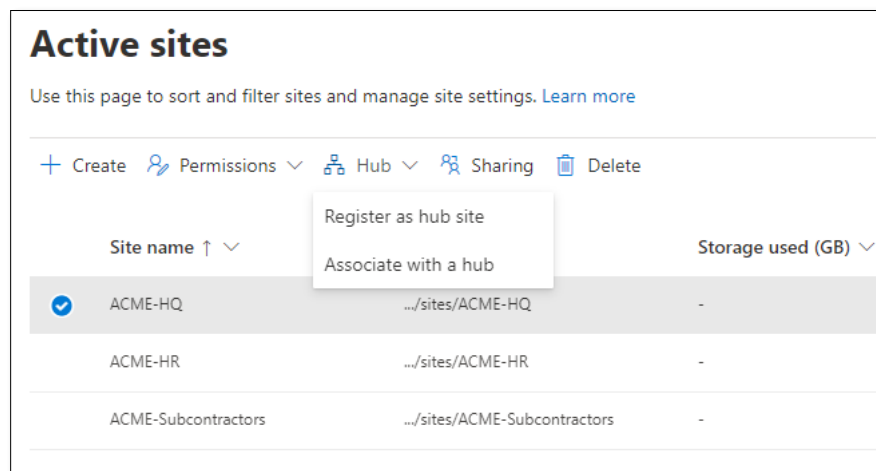 Active sites
Use this page to sort and filter sites and manage site settings. Learn more
Create Permissions Hub Sharing Delete
Register as hub site
Site name ↑ Storage used (GB)
Associate with a hub
ACME-HQ .../sites/ACME-HQ -
ACME-HR .../sites/ACME-HR -
ACME-Subcontractors .../sites/ACME-Subcontractors -